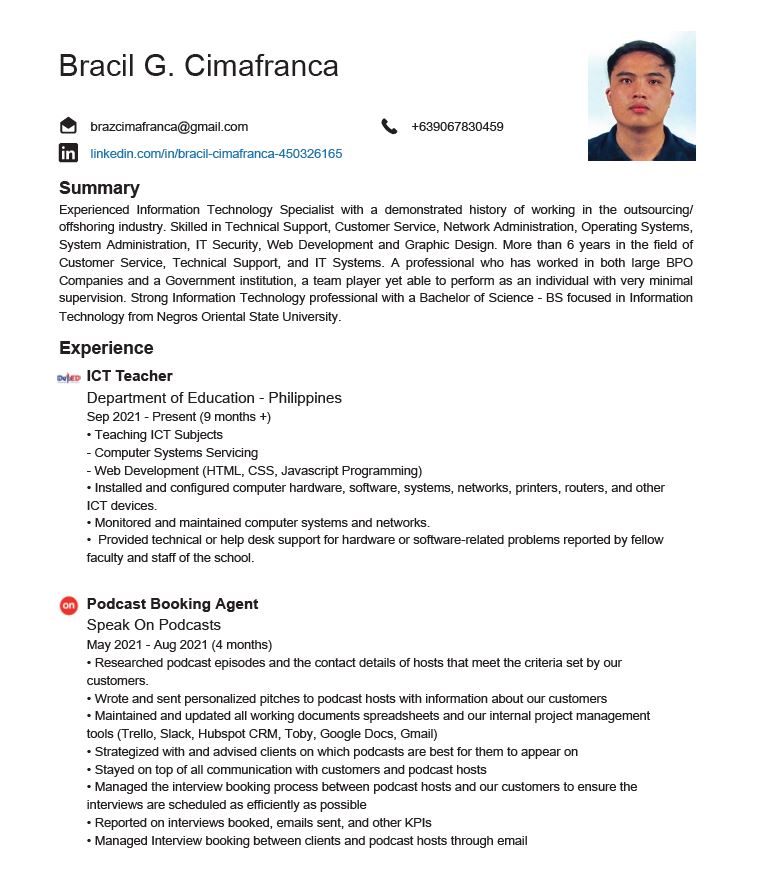 Bracil G. Cimafranca
brazcimafranca@gmail.com
+639067830459
in
linkedin.com/in/bracil-cimafranca-450326165
Summary
Experienced Information Technology Specialist with a demonstrated history of working in the outsourcing/
offshoring industry. Skilled in Technical Support, Customer Service, Network Administration, Operating Systems,
System Administration, IT Security, Web Development and Graphic Design. More than 6 years in the field of
Customer Service, Technical Support, and IT Systems. A professional who has worked in both large BPO
Companies and a Government institution, a team player yet able to perform as an individual with very minimal
supervision. Strong Information Technology professional with a Bachelor of Science - BS focused in Information
Technology from Negros Oriental State University.
Experience
DepED ICT Teacher
Department of Education - Philippines
Sep 2021 - Present (9 months +)
• Teaching ICT Subjects
- Computer Systems Servicing
- Web Development (HTML, CSS, Javascript Programming)
• Installed and configured computer hardware, software, systems, networks, printers, routers, and other
ICT devices.
• Monitored and maintained computer systems and networks.
• Provided technical or help desk support for hardware or software-related problems reported by fellow
faculty and staff of the school.
on Podcast Booking Agent
Speak On Podcasts
May 2021 - Aug 2021 (4 months)
• Researched podcast episodes and the contact details of hosts that meet the criteria set by our
customers.
• Wrote and sent personalized pitches to podcast hosts with information about our customers
• Maintained and updated all working documents spreadsheets and our internal project management
tools (Trello, Slack, Hubspot CRM, Toby, Google Docs, Gmail)
• Strategized with and advised clients on which podcasts are best for them to appear on
• Stayed on top of all communication with customers and podcast hosts
• Managed the interview booking process between podcast hosts and our customers to ensure the
interviews are scheduled as efficiently as possible
• Reported on interviews booked, emails sent, and other KPIs
• Managed Interview booking between clients and podcast hosts through email